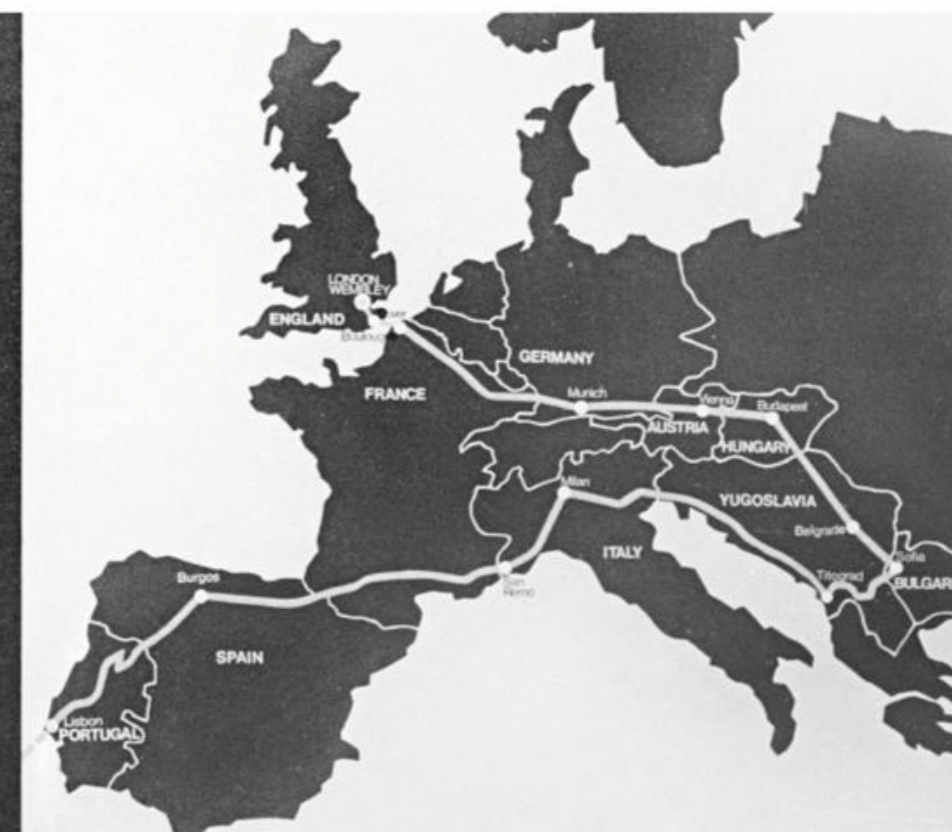 LONDON
WEMBLEY
ENGLAND
GERMANY
FRANCE
Munich
Vienna
Budapest
AUSTRIA
HUNGARY
Milan
YUGOSLAVIA
Belgrade
ITALY
Sofia
Titograd
BULGAR
Burgos
San
Remo
SPAIN
Lisbon
PORTUGAL